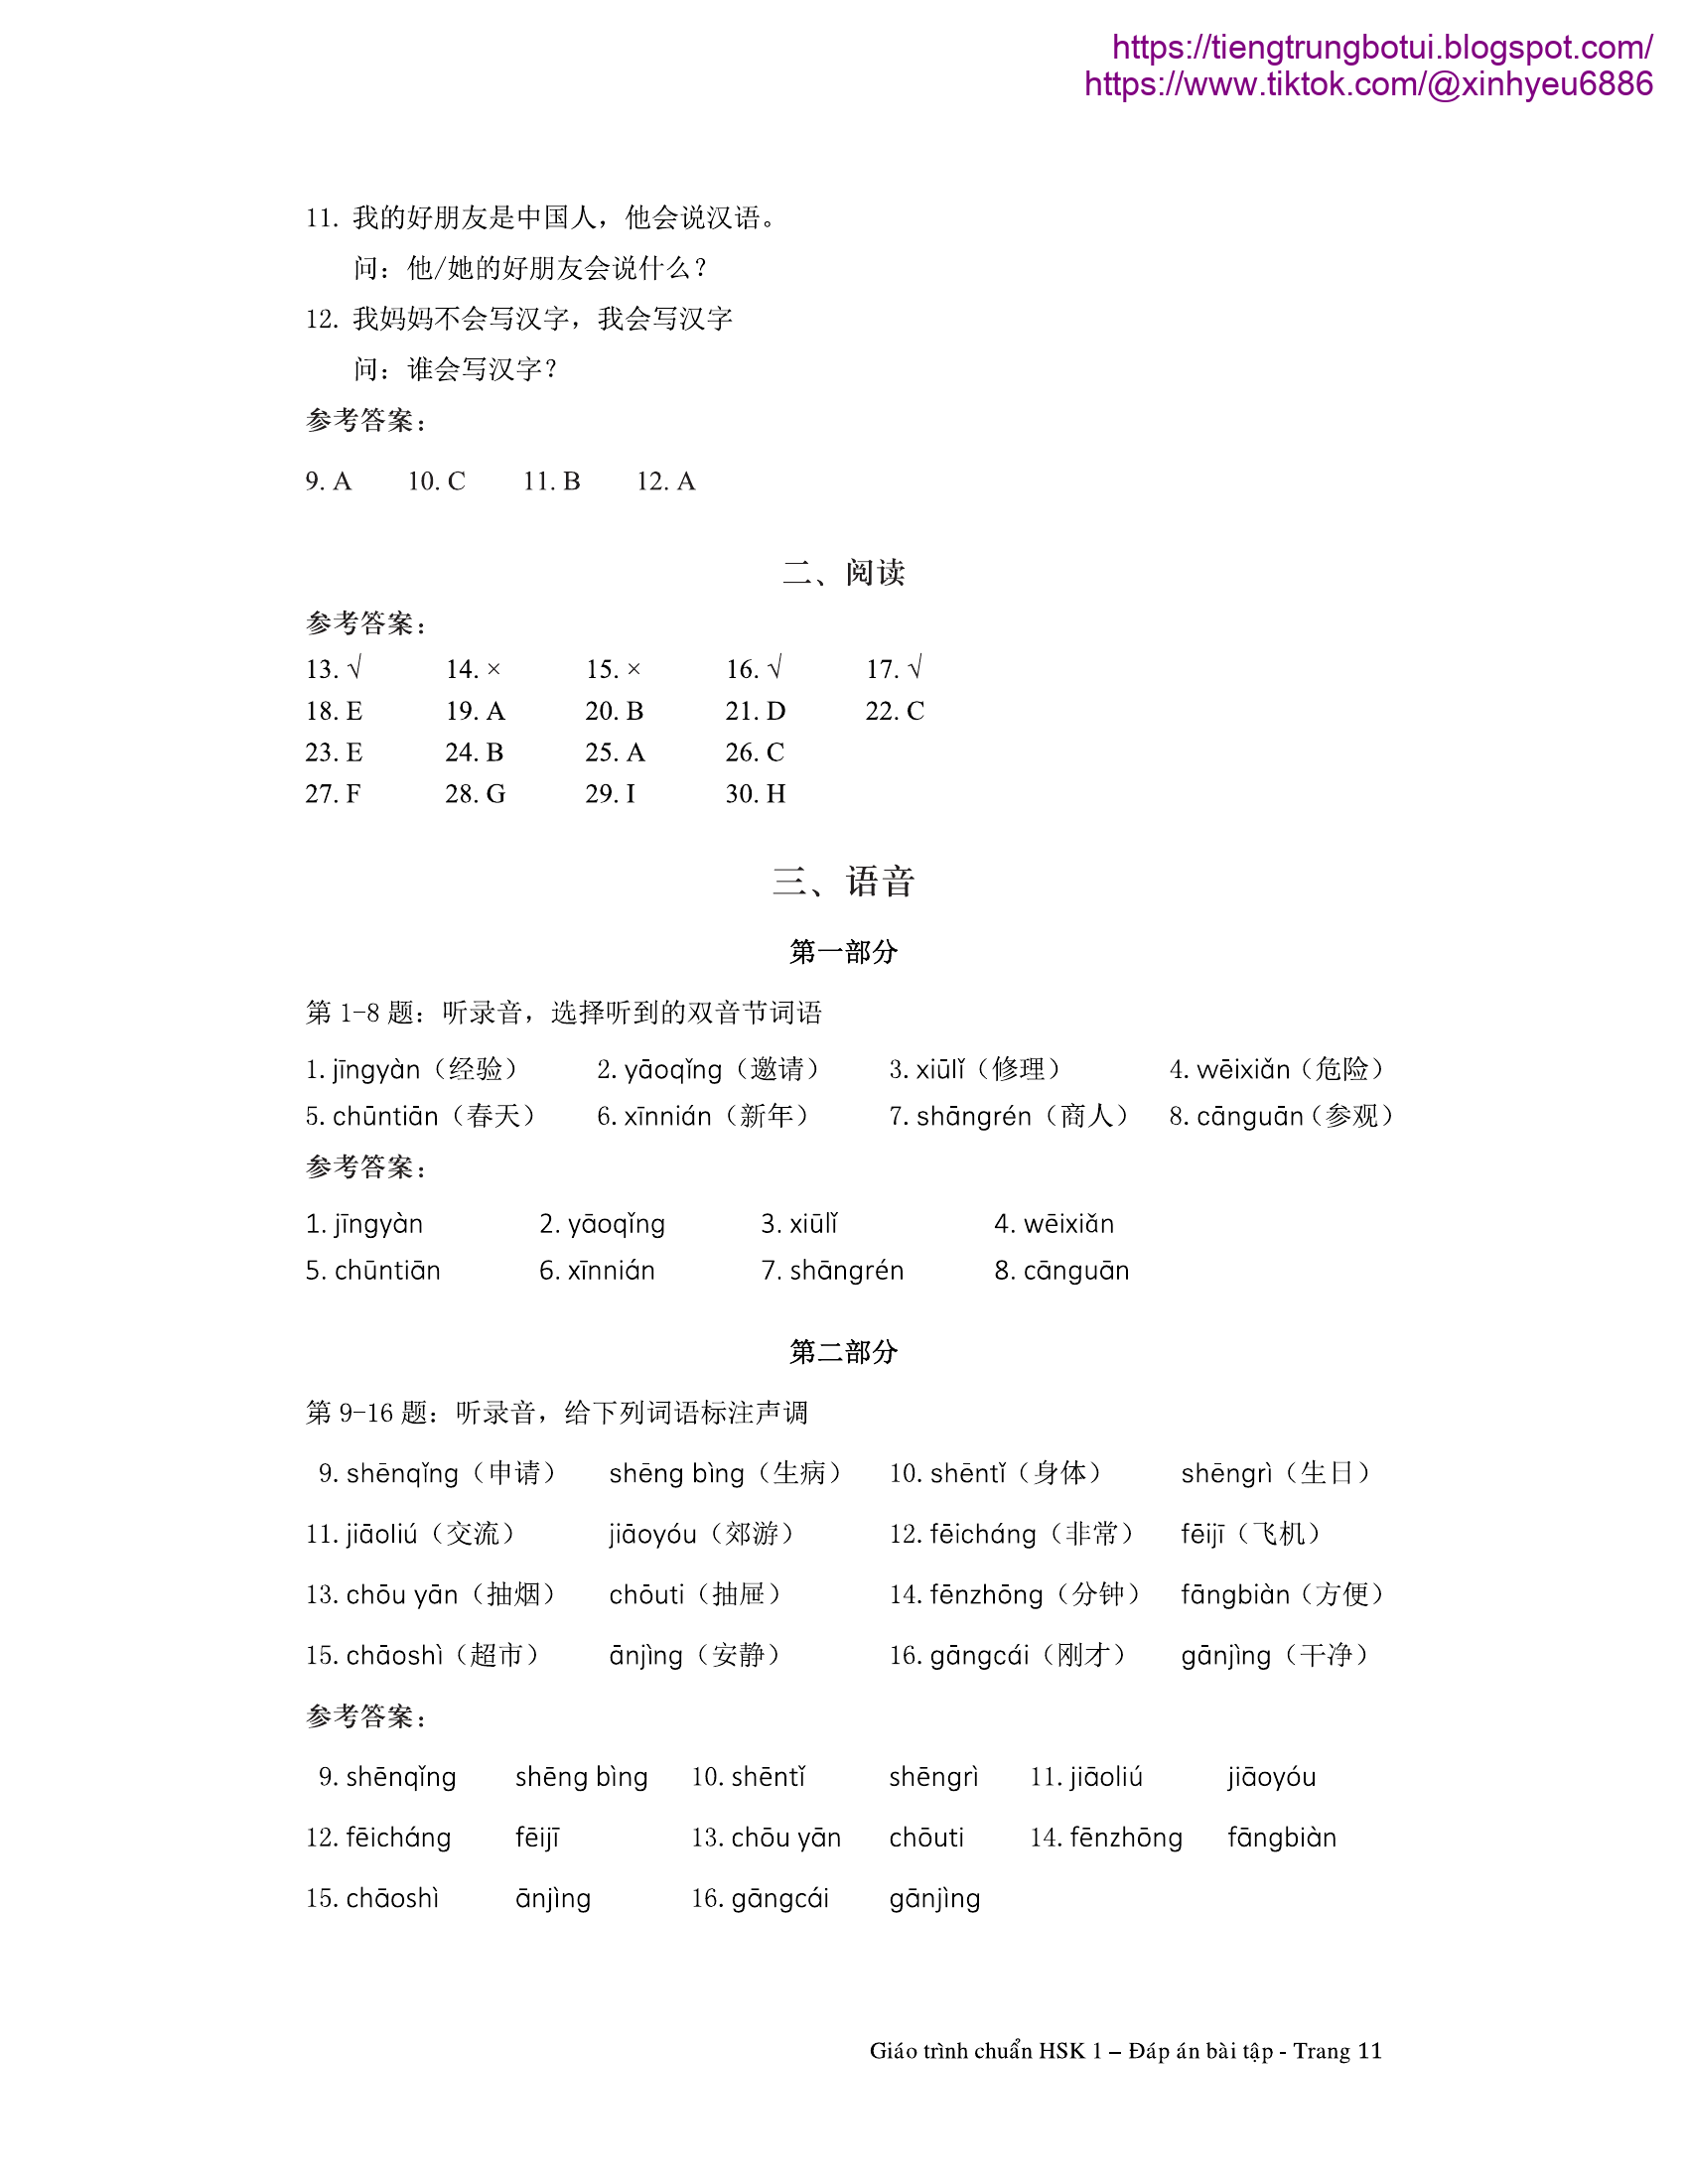 https://tiengtrungbotui.blogspot.com/
https://www.tiktok.com/@xinhyeu6886
11. 我的好朋友是中国人，他会说汉语。
问：他/她的好朋友会说什么？
12. 我妈妈不会写汉字，我会写汉字
问：谁会写汉字？
参考答案：
9. A 10. C 11. B 12. A
二、阅读
参考答案：
13. √ 14. × 15. × 16. √ 17. √
18. E 19. A 20. B 21. D 22. C
23. E 24. B 25. A 26. C
27. F 28. G 29. I 30. H
三、语音
第一部分
第 1-8 题：听录音，选择听到的双音节词语
1. jīngyàn（经验） 2. yāoqǐng（邀请） 3. xiūlǐ（修理） 4. wēixiǎn（危险）
5. chūntiān（春天） 6. xīnnián（新年） 7. shāngrén（商人） 8. cānguān（参观）
参考答案：
1. jīngyàn 2. yāoqǐng 3. xiūlǐ 4. wēixiǎn
5. chūntiān 6. xīnnián 7. shāngrén 8. cānguān
第二部分
第 9-16 题：听录音，给下列词语标注声调
9. shēnqǐng（申请） shēng bìng（生病） 10. shēntǐ（身体） shēngrì（生日）
11. jiāoliú（交流） jiāoyóu（郊游） 12. fēicháng（非常） fēijī（飞机）
13. chōu yān（抽烟） chōuti（抽屉） 14. fēnzhōng（分钟） fāngbiàn（方便）
15. chāoshì（超市） ānjìng（安静） 16. gāngcái（刚才） gānjìng（干净）
参考答案：
9. shēnqǐng shēng bìng 10. shēntǐ shēngrì 11. jiāoliú jiāoyóu
12. fēicháng fēijī 13. chōu yān chōuti 14. fēnzhōng fāngbiàn
15. chāoshì ānjìng 16. gāngcái gānjìng
Giáo trình chuẩn HSK 1 – Đáp án bài tập - Trang 11